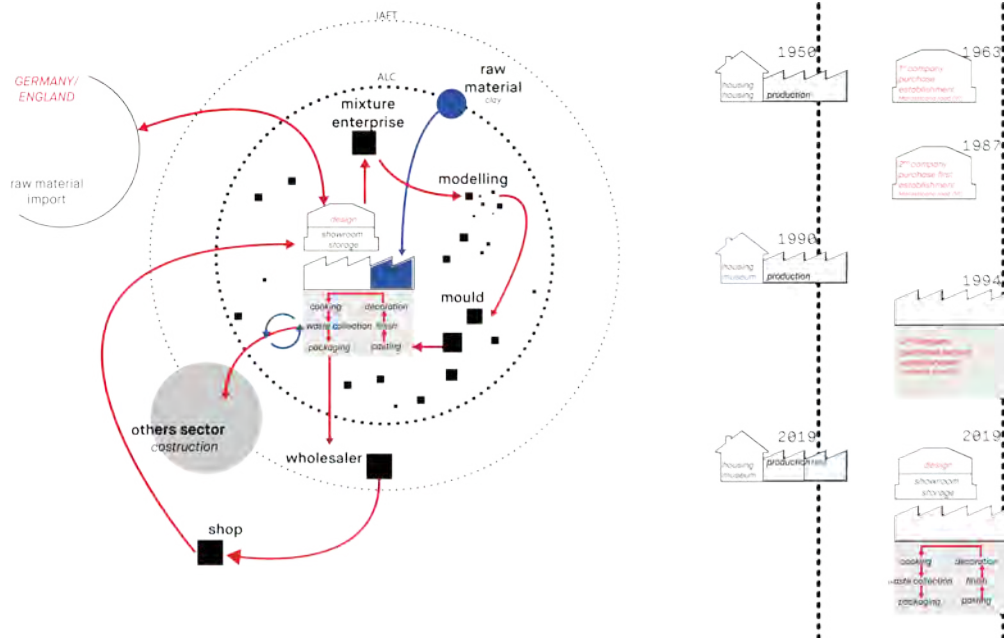 IAFT
GERMANY/
ENGLAND
raw material
import
ALC
raw
material
clay
mixture
enterprise
modelling
design
showroom
storage
mould
cooking
decoration
waste collection
finish
packaging
others sector
costruction
wholesaler
shop
1950
housing
housing
production
1963
1st company
purchase
establishment
1987
2nd company
purchase first
establishment
1990
housing
museum
production
1994
2019
housing
museum
production
2019
design
showroom
storage
cooking
decoration
waste collection
finish
packaging